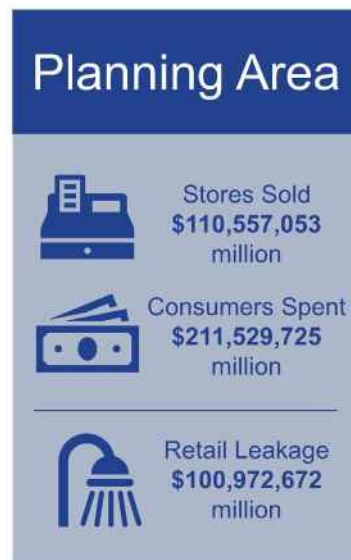 Planning Area
Stores Sold
$110,557,053
million
Consumers Spent
$211,529,725
million
Retail Leakage
$100,972,672
million